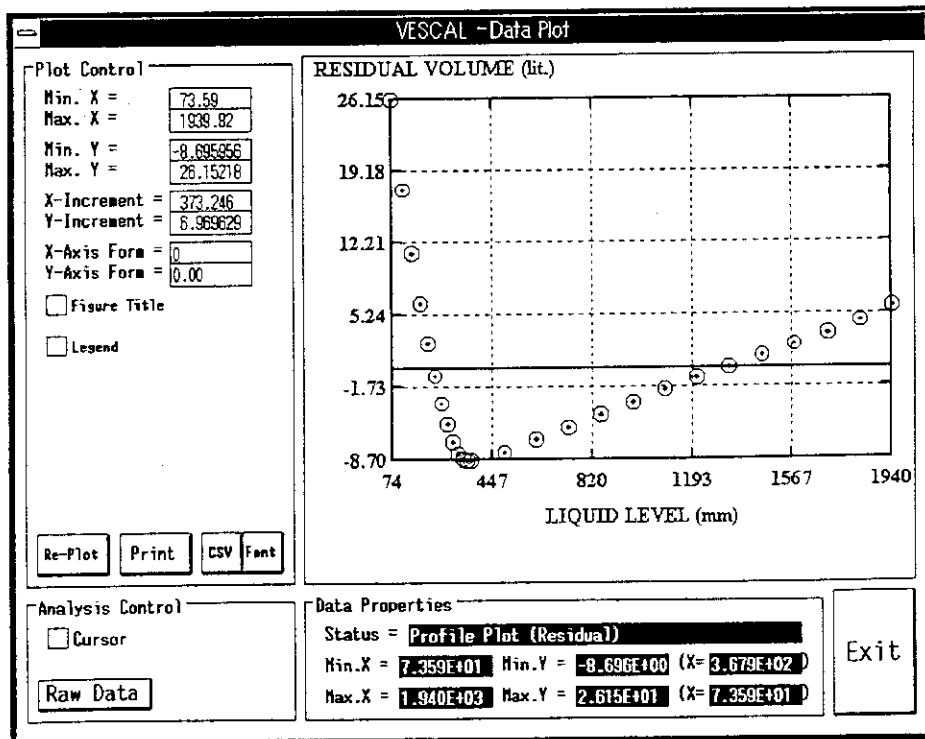 VESCAL -Data Plot
Plot Control
Min. X = 73.59
Max. X = 1939.82
Min. Y = -8.695956
Max. Y = 26.15218
X-Increment = 373.246
Y-Increment = 6.969629
X-Axis Form = 0
Y-Axis Form = 0.00
Figure Title
Legend
Re-Plot Print CSV Font
RESIDUAL VOLUME (lit.)
26.15
19.18
12.21
5.24
-1.73
-8.70
74 447 820 1193 1567 1940
LIQUID LEVEL (mm)
Analysis Control
Cursor
Raw Data
Data Properties
Status = Profile Plot (Residual)
Min.X = 7.359E+01 Min.Y = -8.696E+00 (X= 3.679E+02 )
Max.X = 1.940E+03 Max.Y = 2.615E+01 (X= 7.359E+01 )
Exit